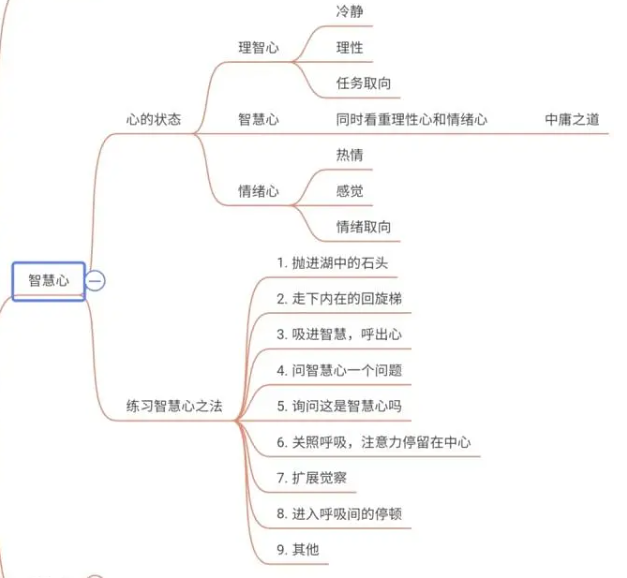 智慧心
心的状态
理智心
冷静
理性
任务取向
智慧心
同时看重理性心和情绪心
中庸之道
情绪心
热情
感觉
情绪取向
练习智慧心之法
1. 抛进湖中的石头
2. 走下内在的回旋梯
3. 吸进智慧，呼出心
4. 问智慧心一个问题
5. 询问这是智慧心吗
6. 关照呼吸，注意力停留在中心
7. 扩展觉察
8. 进入呼吸间的停顿
9. 其他